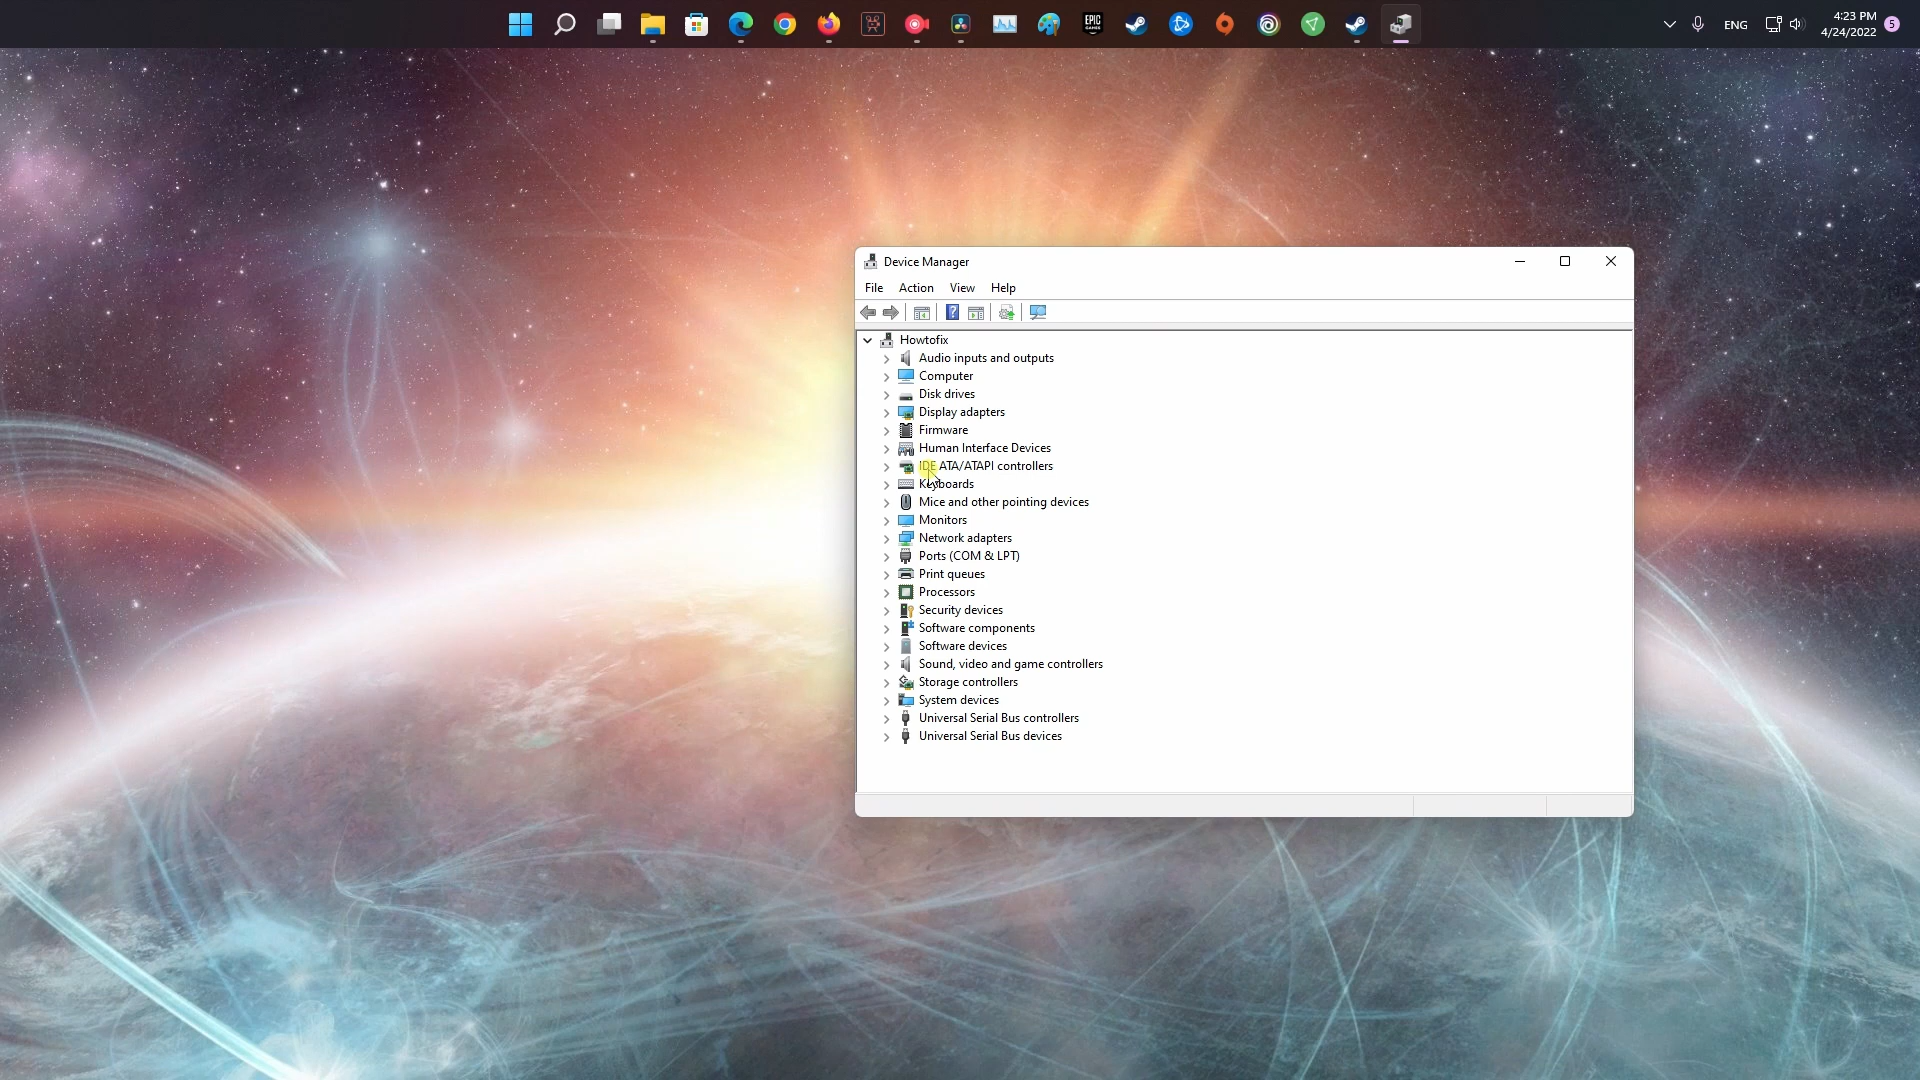 EPIC
GAMES
ENG
4:23 PM
4/24/2022
5
Device Manager
File Action View Help
Howtofix
Audio inputs and outputs
Computer
Disk drives
Display adapters
Firmware
Human Interface Devices
IDE ATA/ATAPI controllers
Keyboards
Mice and other pointing devices
Monitors
Network adapters
Ports (COM & LPT)
Print queues
Processors
Security devices
Software components
Software devices
Sound, video and game controllers
Storage controllers
System devices
Universal Serial Bus controllers
Universal Serial Bus devices